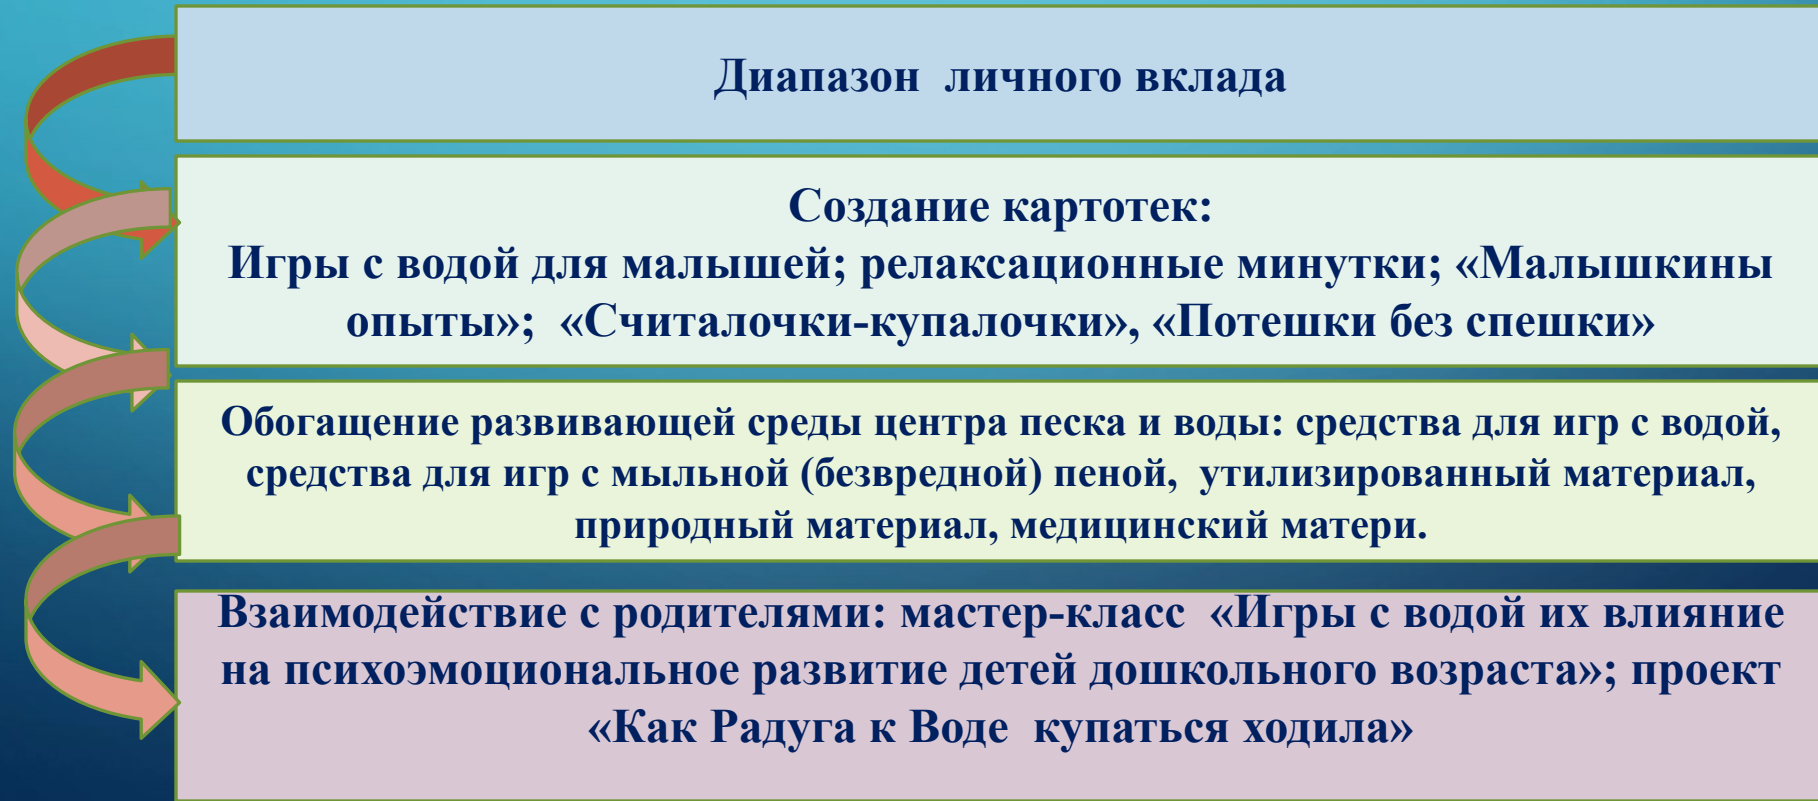 Диапазон личного вклада
Создание картотек:
Игры с водой для малышей; релаксационные минутки; «Малышкины
опыты»; «Считалочки-купалочки», «Потешки без спешки»
Обогащение развивающей среды центра песка и воды: средства для игр с водой,
средства для игр с мыльной (безвредной) пеной, утилизированный материал,
природный материал, медицинский матери.
Взаимодействие с родителями: мастер-класс «Игры с водой их влияние
на психоэмоциональное развитие детей дошкольного возраста»; проект
«Как Радуга к Воде купаться ходила»